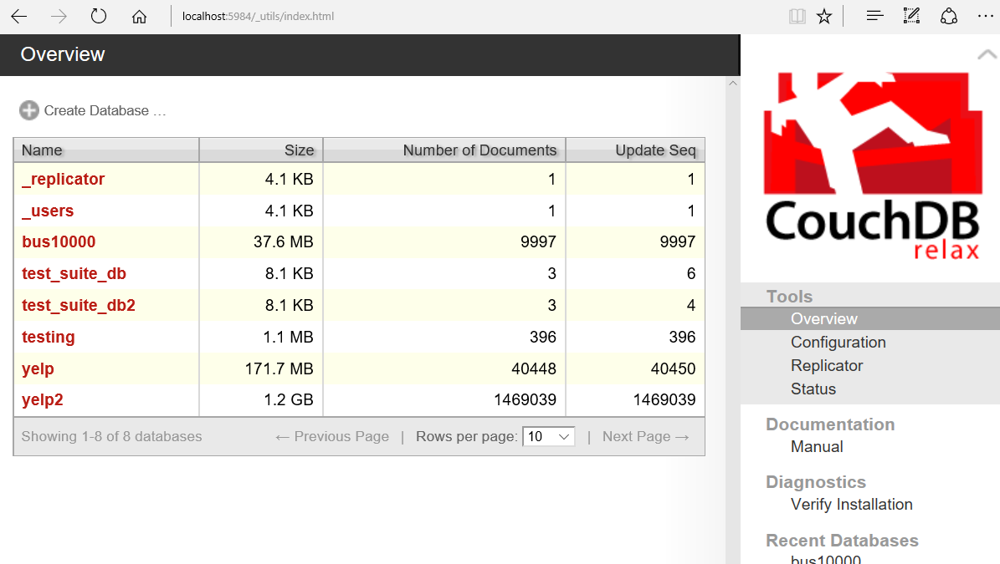 localhost:5984/_utils/index.html
Overview
Create Database ...
Name Size Number of Documents Update Seq
_replicator 4.1 KB 1 1
_users 4.1 KB 1 1
bus10000 37.6 MB 9997 9997
test_suite_db 8.1 KB 3 6
test_suite_db2 8.1 KB 3 4
testing 1.1 MB 396 396
yelp 171.7 MB 40448 40450
yelp2 1.2 GB 1469039 1469039
Showing 1-8 of 8 databases ← Previous Page | Rows per page: 10 | Next Page →
CouchDB
relax
Tools
Overview
Configuration
Replicator
Status
Documentation
Manual
Diagnostics
Verify Installation
Recent Databases
bus10000